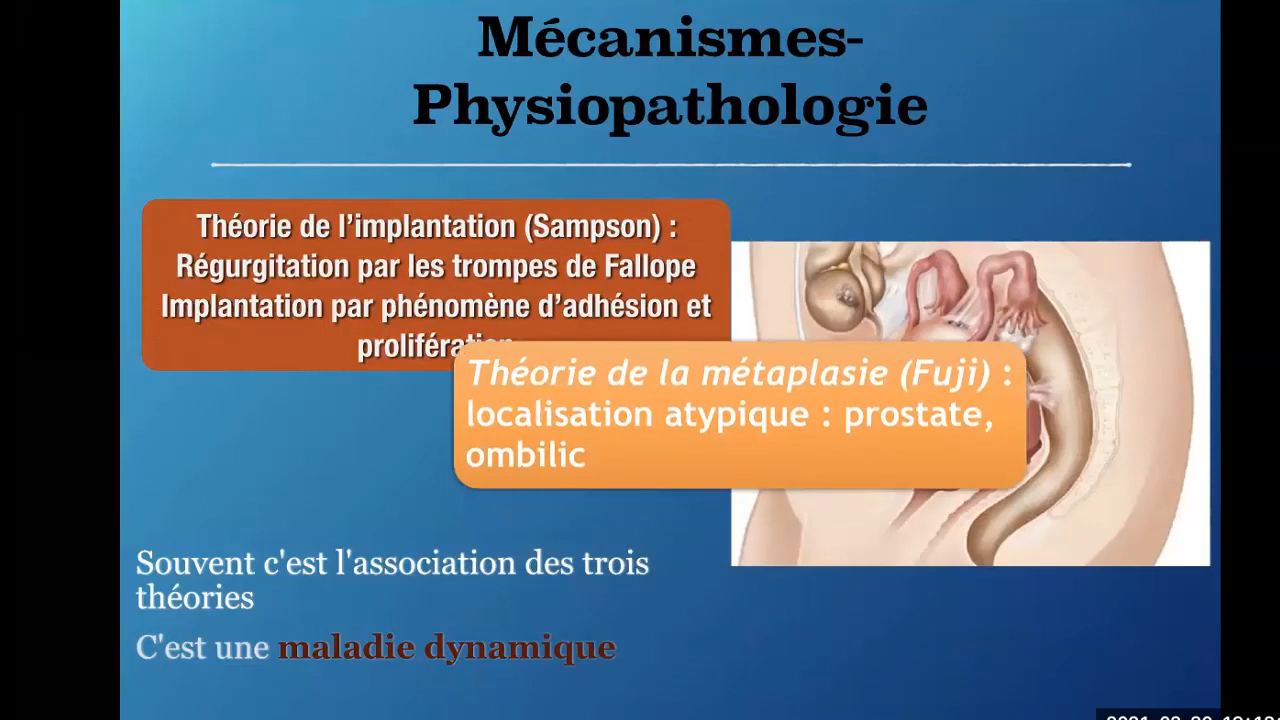 Mécanismes-
Physiopathologie
Théorie de l’implantation (Sampson) :
Régurgitation par les trompes de Fallope
Implantation par phénomène d’adhésion et
Théorie de la métaplasie (Fuji) :
localisation atypique : prostate,
ombilic
Souvent c'est l'association des trois
théories
C'est une maladie dynamique